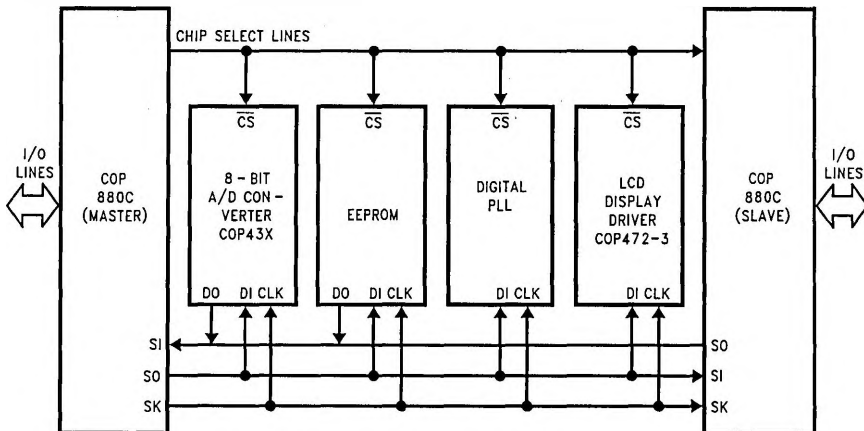 CHIP SELECT LINES
I/O
LINES
COP
880C
(MASTER)
CS
8 - BIT
A/D CON -
VERTER
COP43X
DO
DI
CLK
CS
EEPROM
DO
DI
CLK
CS
DIGITAL
PLL
DI
CLK
CS
LCD
DISPLAY
DRIVER
COP472-3
DI
CLK
COP
880C
(SLAVE)
I/O
LINES
SI
SO
SK
SO
SI
SK